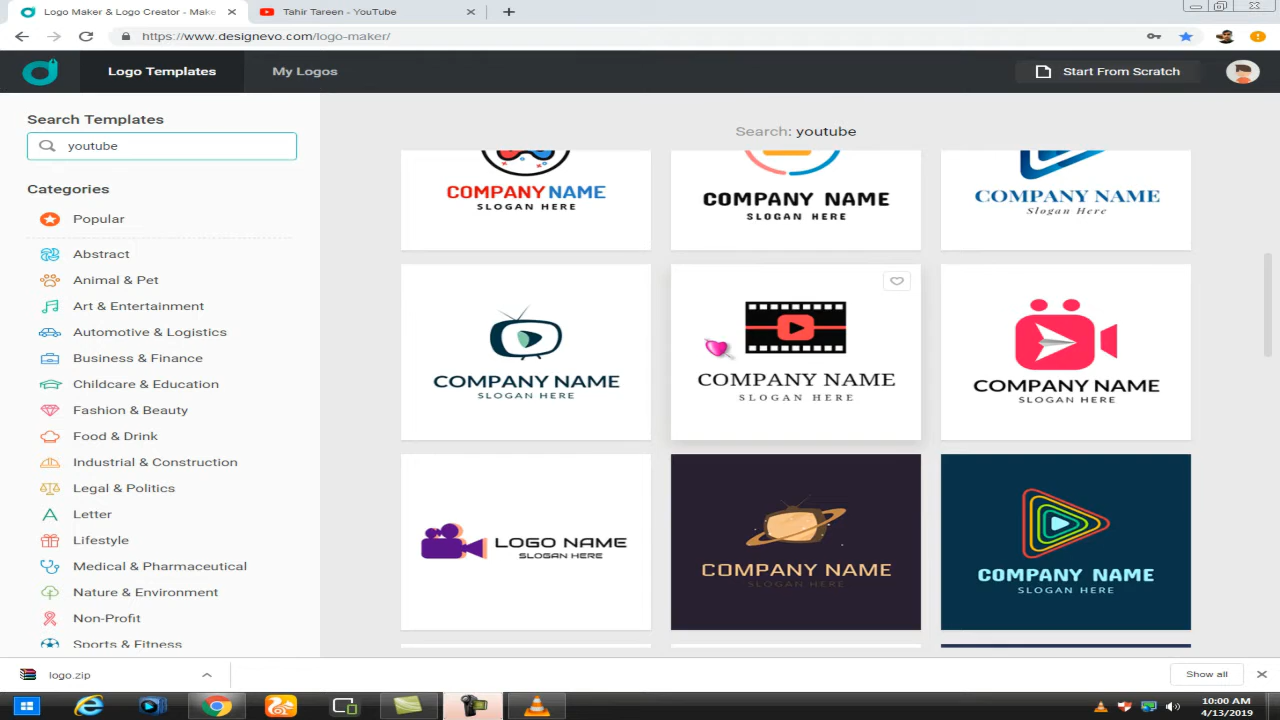 Logo Maker & Logo Creator - Make
Tahir Tareen - YouTube
https://www.designevo.com/logo-maker/
Logo Templates
My Logos
Start From Scratch
Search Templates
youtube
Categories
Popular
Abstract
Animal & Pet
Art & Entertainment
Automotive & Logistics
Business & Finance
Childcare & Education
Fashion & Beauty
Food & Drink
Industrial & Construction
Legal & Politics
Letter
Lifestyle
Medical & Pharmaceutical
Nature & Environment
Non-Profit
Sports & Fitness
Search: youtube
COMPANY NAME
SLOGAN HERE
COMPANY NAME
SLOGAN HERE
COMPANY NAME
Slogan Here
COMPANY NAME
SLOGAN HERE
COMPANY NAME
SLOGAN HERE
COMPANY NAME
SLOGAN HERE
LOGO NAME
SLOGAN HERE
COMPANY NAME
SLOGAN HERE
COMPANY NAME
SLOGAN HERE
logo.zip
Show all
10:00 AM
4/13/2019